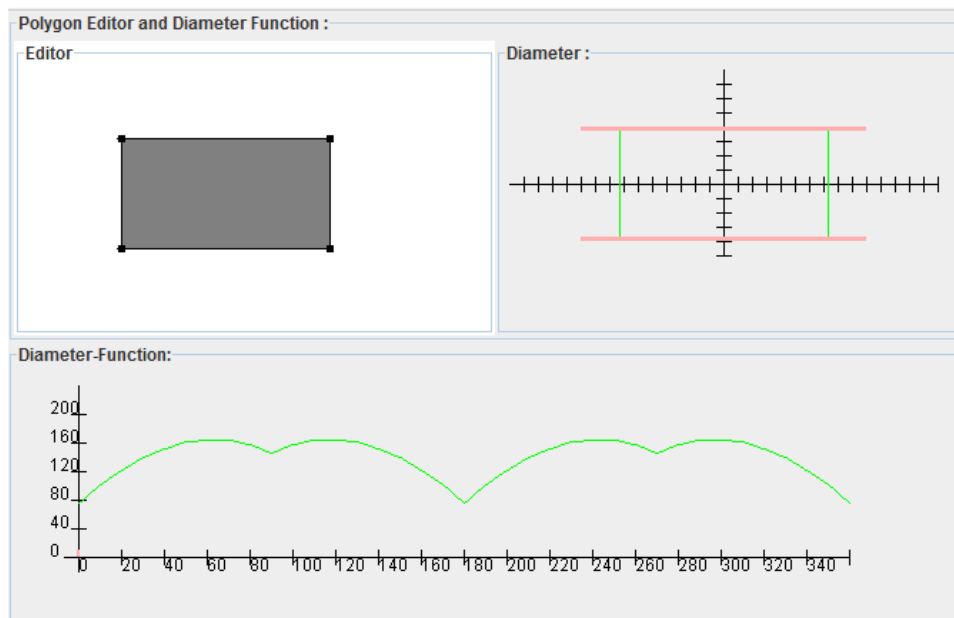 Polygon Editor and Diameter Function :
Editor
Diameter :
Diameter-Function:
200
160
120
80
40
0
0 20 40 60 80 100 120 140 160 180 200 220 240 260 280 300 320 340